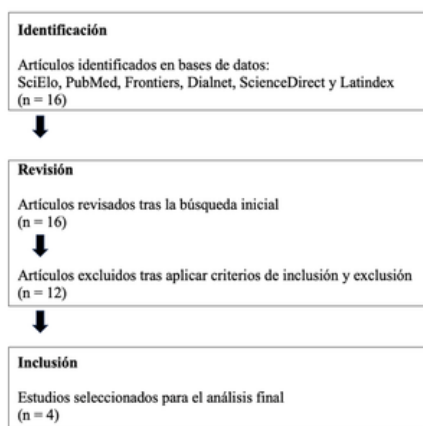 Identificación
Artículos identificados en bases de datos:
SciElo, PubMed, Frontiers, Dialnet, ScienceDirect y Latindex
(n = 16)
Revisión
Artículos revisados tras la búsqueda inicial
(n = 16)
Artículos excluidos tras aplicar criterios de inclusión y exclusión
(n = 12)
Inclusión
Estudios seleccionados para el análisis final
(n = 4)